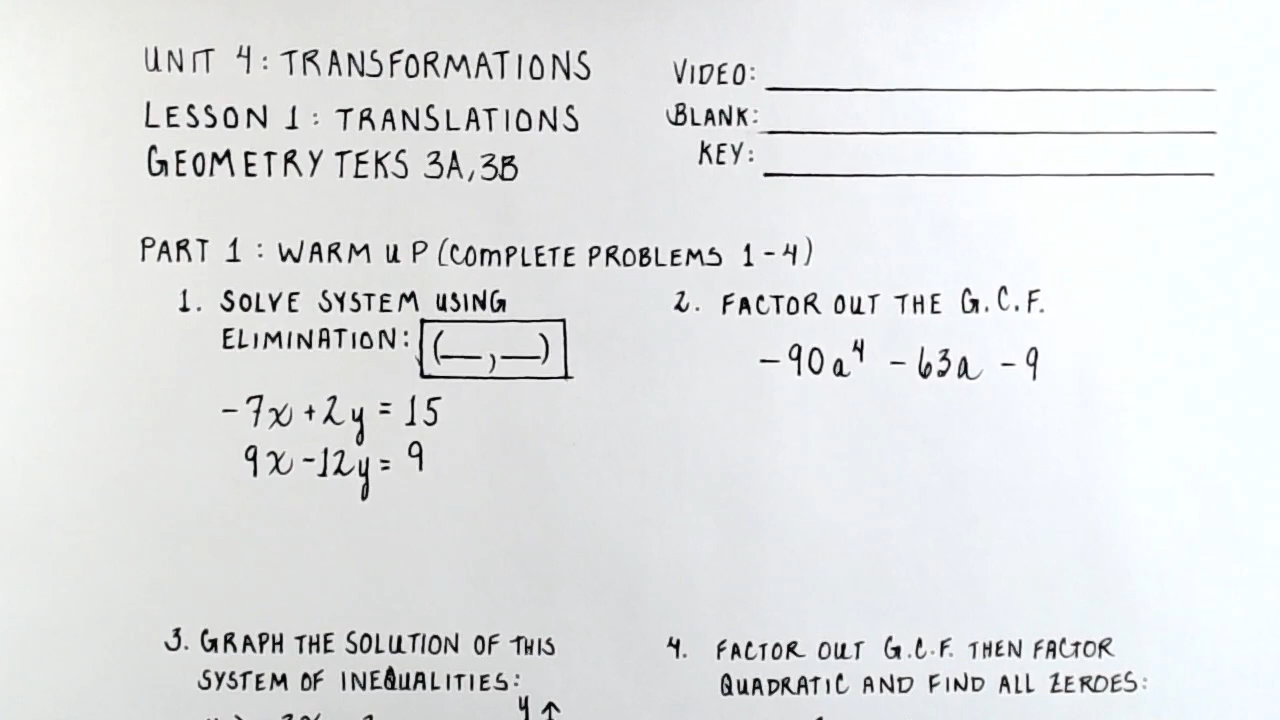 UNIT 4: TRANSFORMATIONS
LESSON 1: TRANSLATIONS
GEOMETRY TEKS 3A, 3B
VIDEO:
BLANK:
KEY:
PART 1: WARM UP (COMPLETE PROBLEMS 1-4)
1. SOLVE SYSTEM USING
ELIMINATION: (__,__)
-7x+2y=15
9x-12y=9
2. FACTOR OUT THE G.C.F.
-90a⁴ -63a -9
3. GRAPH THE SOLUTION OF THIS
SYSTEM OF INEQUALITIES:
y
4. FACTOR OUT G.C.F. THEN FACTOR
QUADRATIC AND FIND ALL ZEROES: